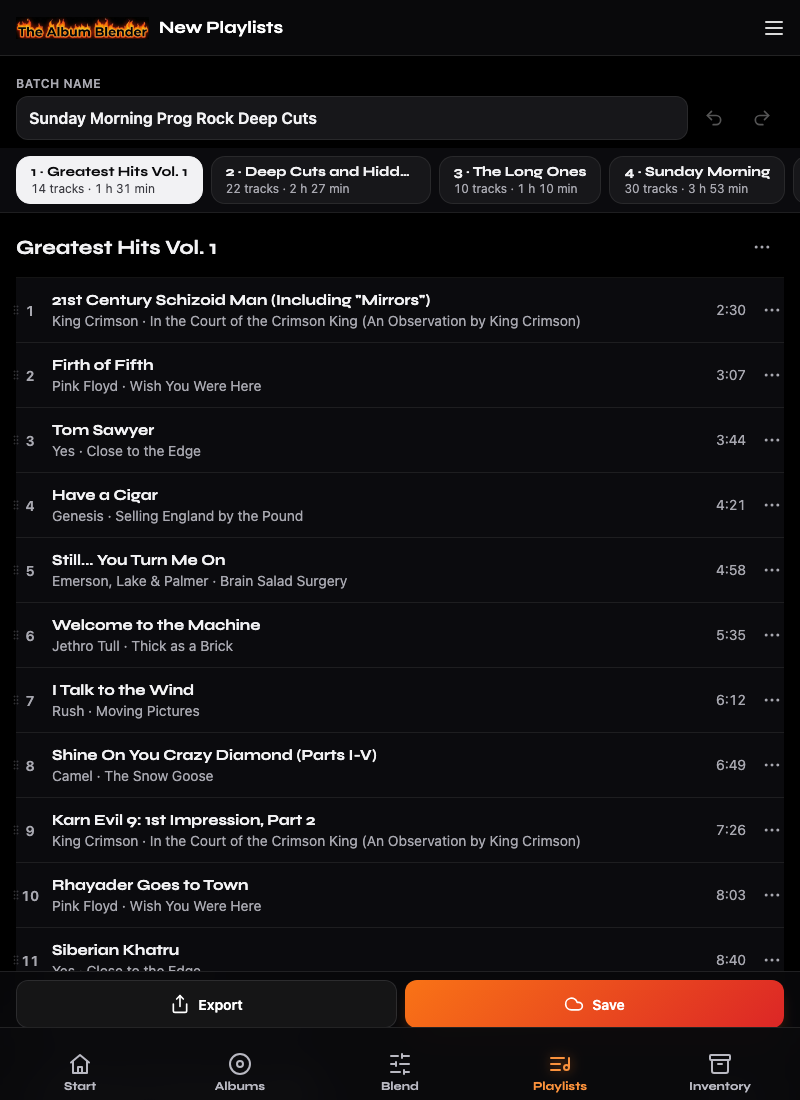 The Album Blender New Playlists
BATCH NAME
Sunday Morning Prog Rock Deep Cuts
1 · Greatest Hits Vol. 1
14 tracks · 1 h 31 min
2 · Deep Cuts and Hidd...
22 tracks · 2 h 27 min
3 · The Long Ones
10 tracks · 1 h 10 min
4 · Sunday Morning
30 tracks · 3 h 53 min
Greatest Hits Vol. 1
1 21st Century Schizoid Man (Including "Mirrors") 2:30
King Crimson · In the Court of the Crimson King (An Observation by King Crimson)
2 Firth of Fifth 3:07
Pink Floyd · Wish You Were Here
3 Tom Sawyer 3:44
Yes · Close to the Edge
4 Have a Cigar 4:21
Genesis · Selling England by the Pound
5 Still... You Turn Me On 4:58
Emerson, Lake & Palmer · Brain Salad Surgery
6 Welcome to the Machine 5:35
Jethro Tull · Thick as a Brick
7 I Talk to the Wind 6:12
Rush · Moving Pictures
8 Shine On You Crazy Diamond (Parts I-V) 6:49
Camel · The Snow Goose
9 Karn Evil 9: 1st Impression, Part 2 7:26
King Crimson · In the Court of the Crimson King (An Observation by King Crimson)
10 Rhayader Goes to Town 8:03
Pink Floyd · Wish You Were Here
11 Siberian Khatru 8:40
Yes · Close to the Edge
Export
Save
Start
Albums
Blend
Playlists
Inventory